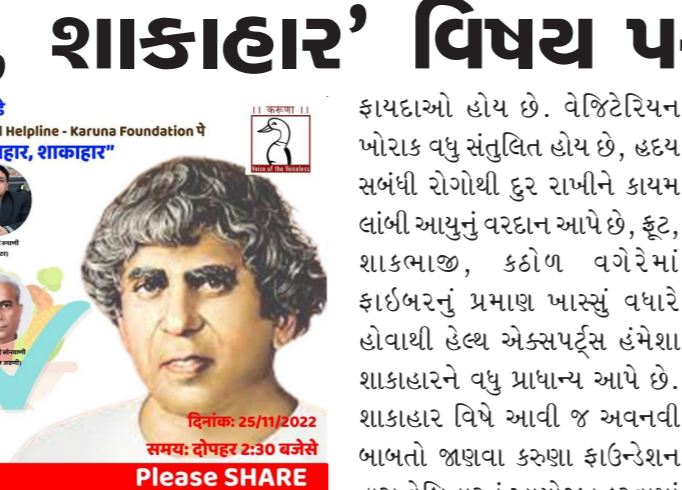 , શાકાહાર’ વિષય
Helpline - Karuna Foundation पे
शाकाहार”
|| करुणा ||
Voice of the Voiceless
दिनांक: 25/11/2022
समय: दोपहर 2:30 बजेसे
Please SHARE
ફાયદાઓ હોય છે. વેજિટેરિયન
ખોરાક વધુ સંતુલિત હોય છે, હૃદય
સબંધી રોગોથી દુર રાખીને કાયમ
લાંબી આયુનું વરદાન આપે છે, ફ્રૂટ,
શાકભાજી, કઠોળ વગેરેમાં
ફાઇબરનું પ્રમાણ ખાસ્સું વધારે
હોવાથી હેલ્થ એક્સપર્ટ્સ હંમેશા
શાકાહારને વધુ પ્રાધાન્ય આપે છે.
શાકાહાર વિષે આવી જ અવનવી
બાબતો જાણવા કરુણા ફાઉન્ડેશન